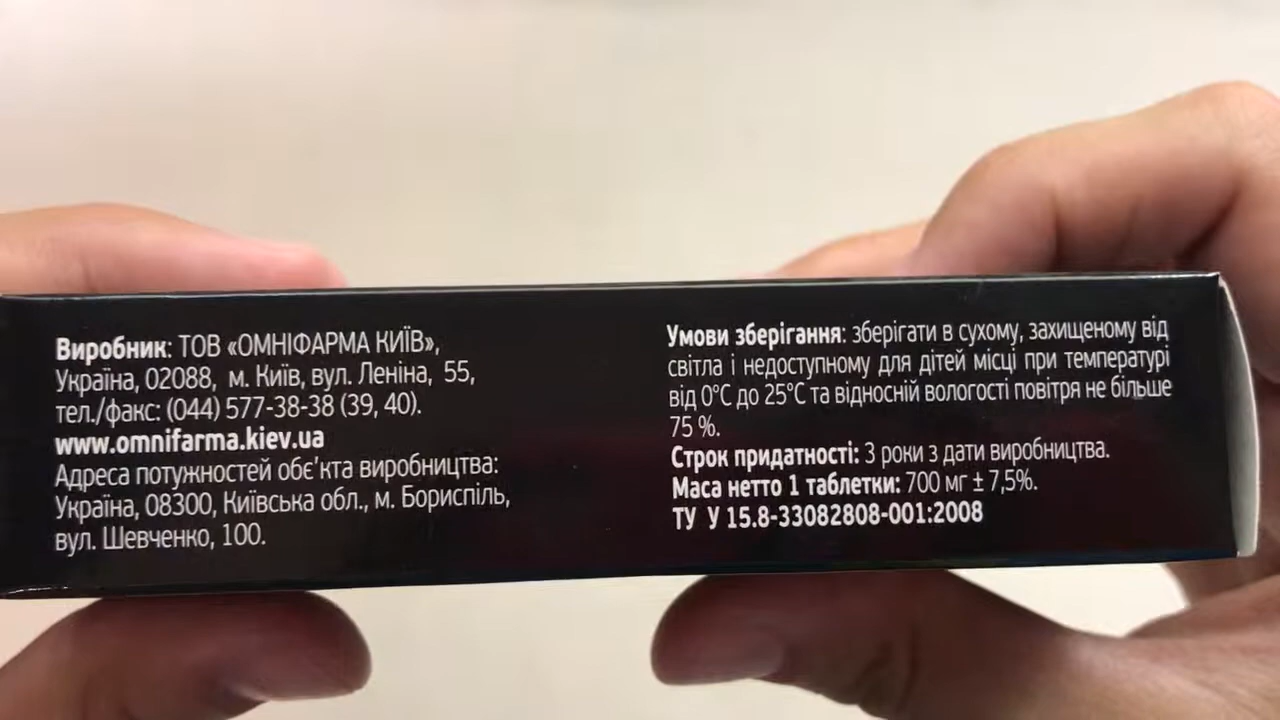 Виробник: ТОВ «ОМНІФАРМА КИЇВ»,
Україна, 02088, м. Київ, вул. Леніна, 55,
тел./факс: (044) 577-38-38 (39, 40).
www.omnifarma.kiev.ua
Адреса потужностей обє'кта виробництва:
Україна, 08300, Київська обл., м. Бориспіль,
вул. Шевченко, 100.
Умови зберігання: зберігати в сухому, захищеному від
світла і недоступному для дітей місці при температурі
від 0°С до 25°С та відносній вологості повітря не більше
75 %.
Строк придатності: 3 роки з дати виробництва.
Маса нетто 1 таблетки: 700 мг ± 7,5%.
ТУ У 15.8-33082808-001:2008